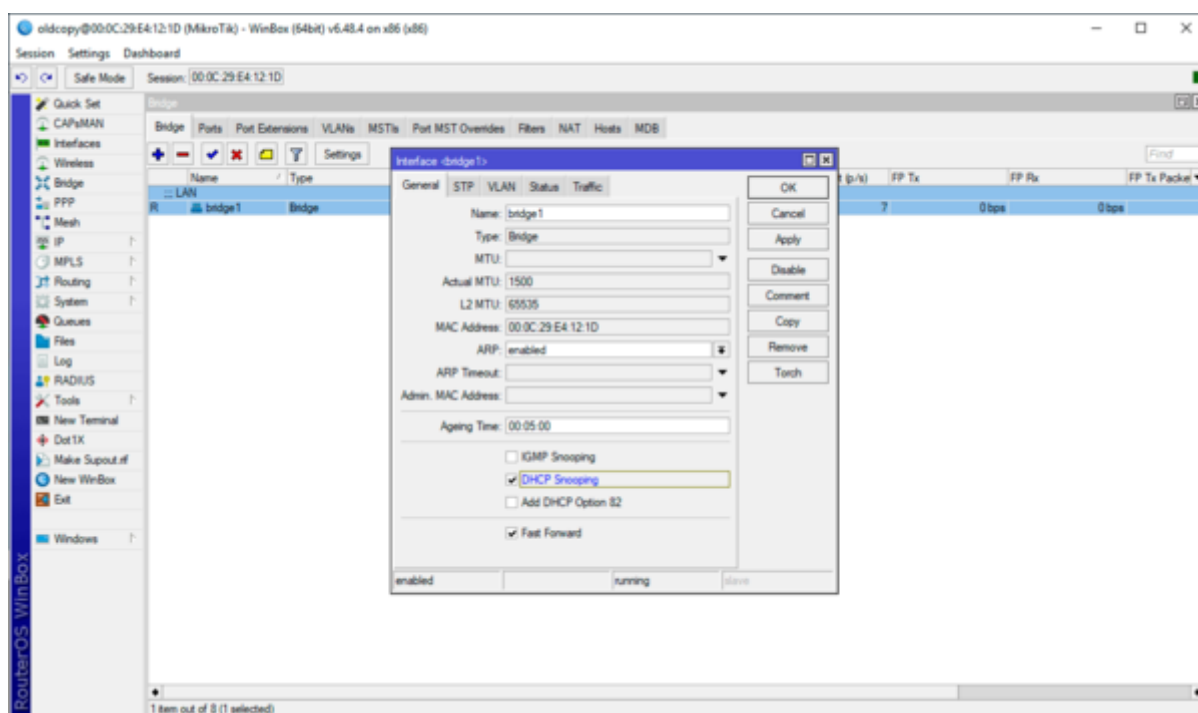 oldcopy@00:0C:29:E4:12:1D (MikroTik) - WinBox (64bit) v6.48.4 on x86 (x86)
Session Settings Dashboard
Safe Mode Session: 00:0C:29:E4:12:1D
Quick Set
CAPsMAN
Interfaces
Wireless
Bridge
PPP
Mesh
IP
MPLS
Routing
System
Queues
Files
Log
RADIUS
Tools
New Terminal
Dot1X
Make Supout.rif
New WinBox
Exit
Windows
RouterOS WinBox
Bridge
Bridge Ports Port Extensions VLANs MSTIs Port MST Overrides Filters NAT Hosts MDB
Settings Find
Name / Type (p/s) FP Tx FP Rx FP Tx Packe
::: LAN
R bridge1 Bridge 7 0 bps 0 bps
Interface <bridge1>
General STP VLAN Status Traffic
Name: bridge1
Type: Bridge
MTU:
Actual MTU: 1500
L2 MTU: 65535
MAC Address: 00:0C:29:E4:12:1D
ARP: enabled
ARP Timeout:
Admin. MAC Address:
Ageing Time: 00:05:00
IGMP Snooping
DHCP Snooping
Add DHCP Option 82
Fast Forward
OK
Cancel
Apply
Disable
Comment
Copy
Remove
Torch
enabled running slave
1 item out of 8 (1 selected)